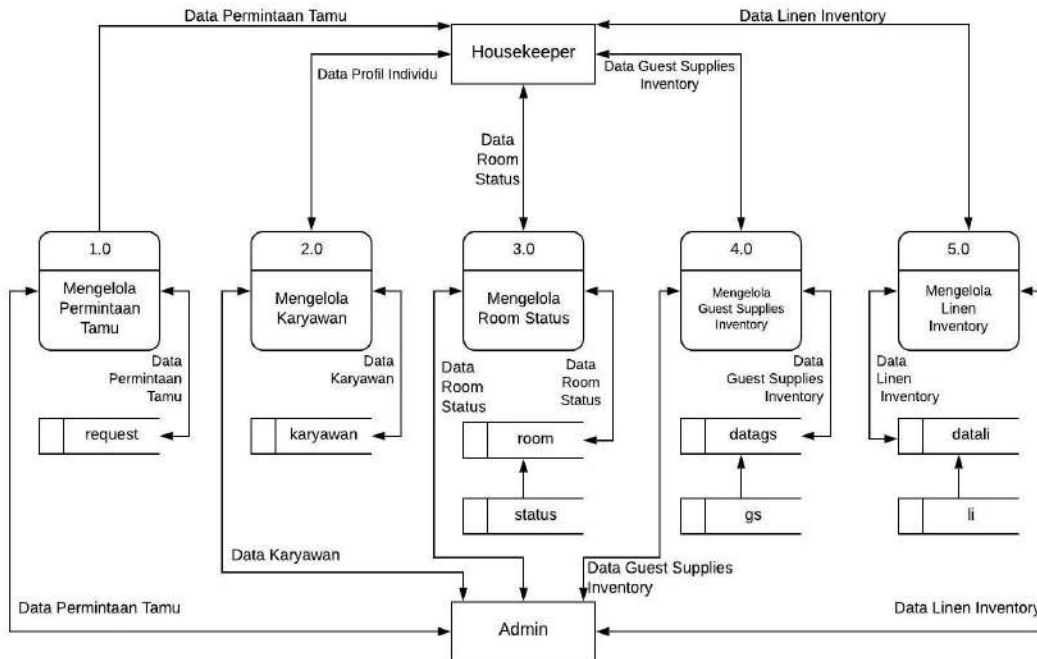 Data Permintaan Tamu
Data Linen Inventory
Housekeeper
Data Profil Individu
Data Guest Supplies
Inventory
Data
Room
Status
1.0
Mengelola
Permintaan
Tamu
2.0
Mengelola
Karyawan
3.0
Mengelola
Room Status
4.0
Mengelola
Guest Supplies
Inventory
5.0
Mengelola
Linen
Inventory
Data
Permintaan
Tamu
Data
Karyawan
Data
Room
Status
Data
Room
Status
Data
Guest Supplies
Inventory
Data
Linen
Inventory
request
karyawan
room
datags
datali
status
gs
li
Data Karyawan
Data Guest Supplies
Inventory
Data Permintaan Tamu
Admin
Data Linen Inventory